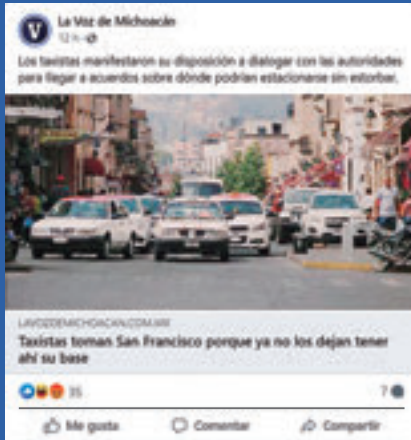 V
La Voz de Michoacán
12 h
Los taxistas manifestaron su disposición a dialogar con las autoridades
para llegar a acuerdos sobre dónde podrían estacionarse sin estorbar.
LAVOZDEMICHOACAN.COM.MX
Taxistas toman San Francisco porque ya no los dejan tener
ahí su base
35
7
Me gusta
Comentar
Compartir